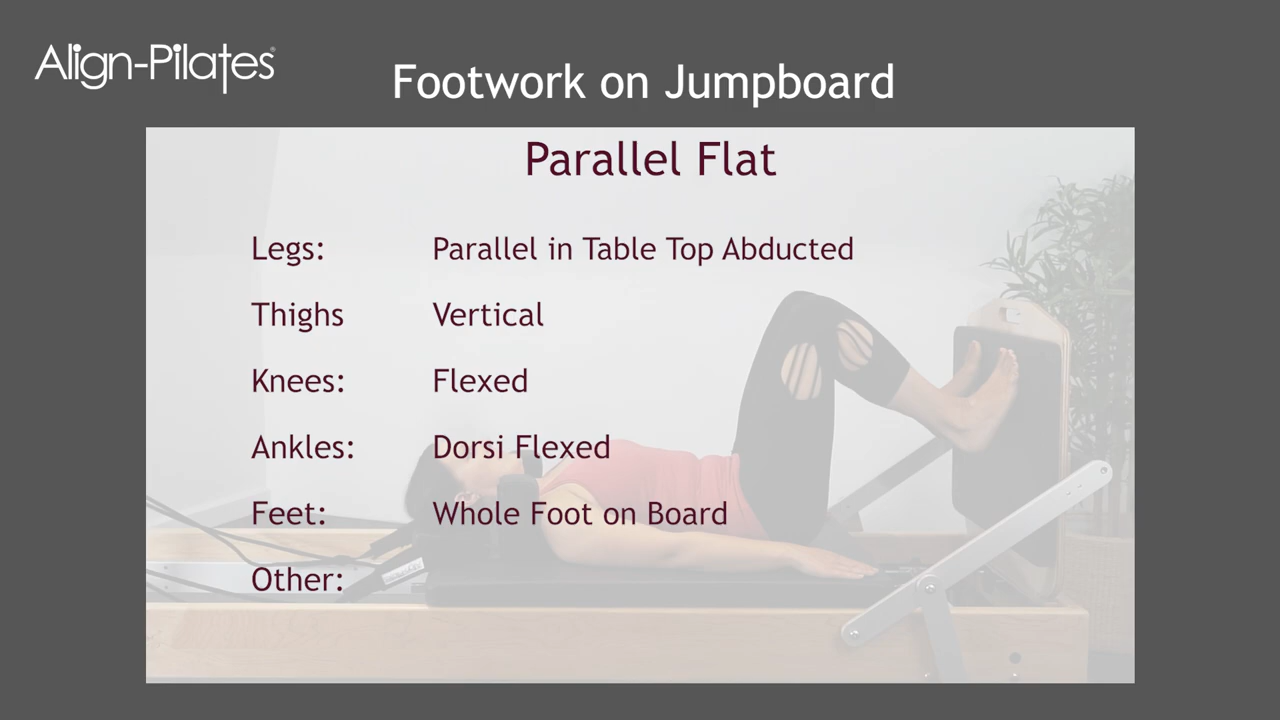 Align-Pilates®
Footwork on Jumpboard
Parallel Flat
Legs: Parallel in Table Top Abducted
Thighs Vertical
Knees: Flexed
Ankles: Dorsi Flexed
Feet: Whole Foot on Board
Other: